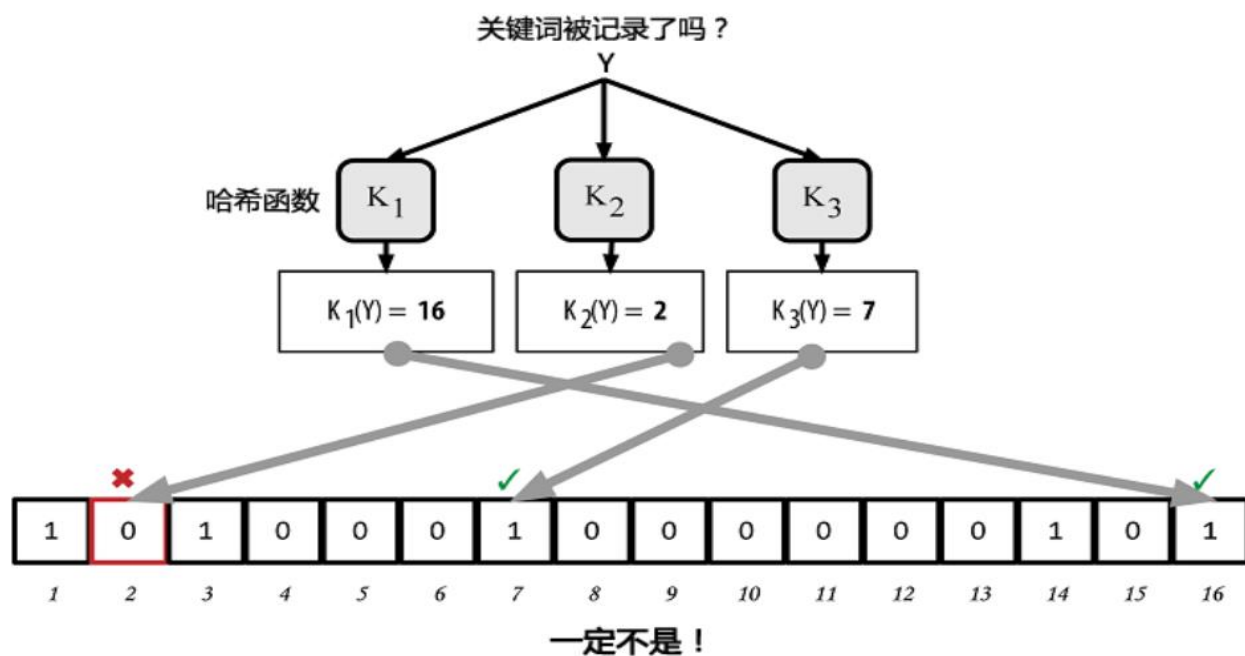 关键词被记录了吗？
Y
哈希函数 K1 K2 K3
K1(Y) = 16 K2(Y) = 2 K3(Y) = 7
✖ ✓ ✓
1 0 1 0 0 0 1 0 0 0 0 0 0 1 0 1
1 2 3 4 5 6 7 8 9 10 11 12 13 14 15 16
一定不是！